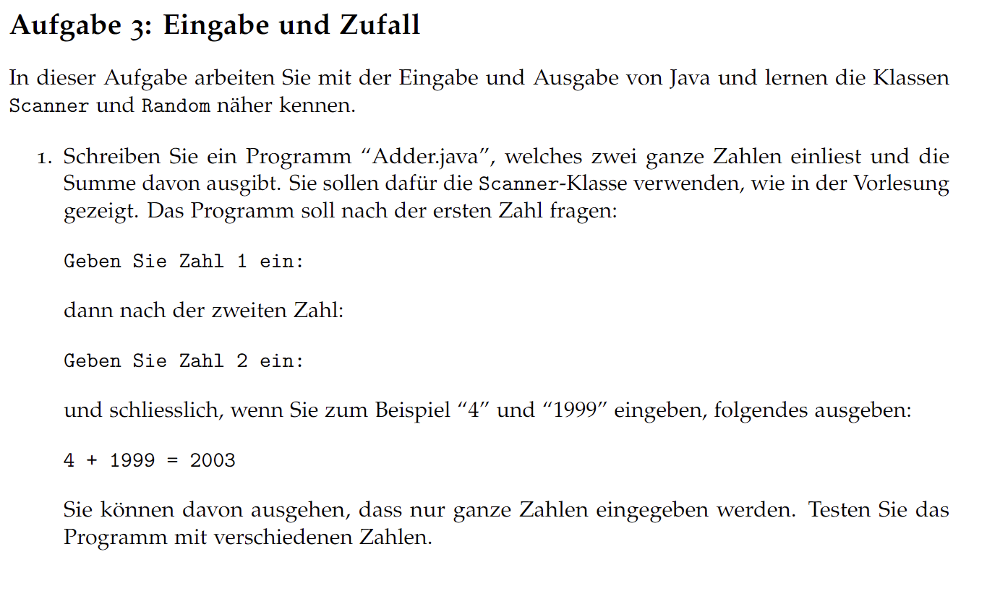 Aufgabe 3: Eingabe und Zufall
In dieser Aufgabe arbeiten Sie mit der Eingabe und Ausgabe von Java und lernen die Klassen
Scanner und Random näher kennen.
1. Schreiben Sie ein Programm “Adder.java”, welches zwei ganze Zahlen einliest und die
Summe davon ausgibt. Sie sollen dafür die Scanner-Klasse verwenden, wie in der Vorlesung
gezeigt. Das Programm soll nach der ersten Zahl fragen:
Geben Sie Zahl 1 ein:
dann nach der zweiten Zahl:
Geben Sie Zahl 2 ein:
und schliesslich, wenn Sie zum Beispiel “4” und “1999” eingeben, folgendes ausgeben:
4 + 1999 = 2003
Sie können davon ausgehen, dass nur ganze Zahlen eingegeben werden. Testen Sie das
Programm mit verschiedenen Zahlen.